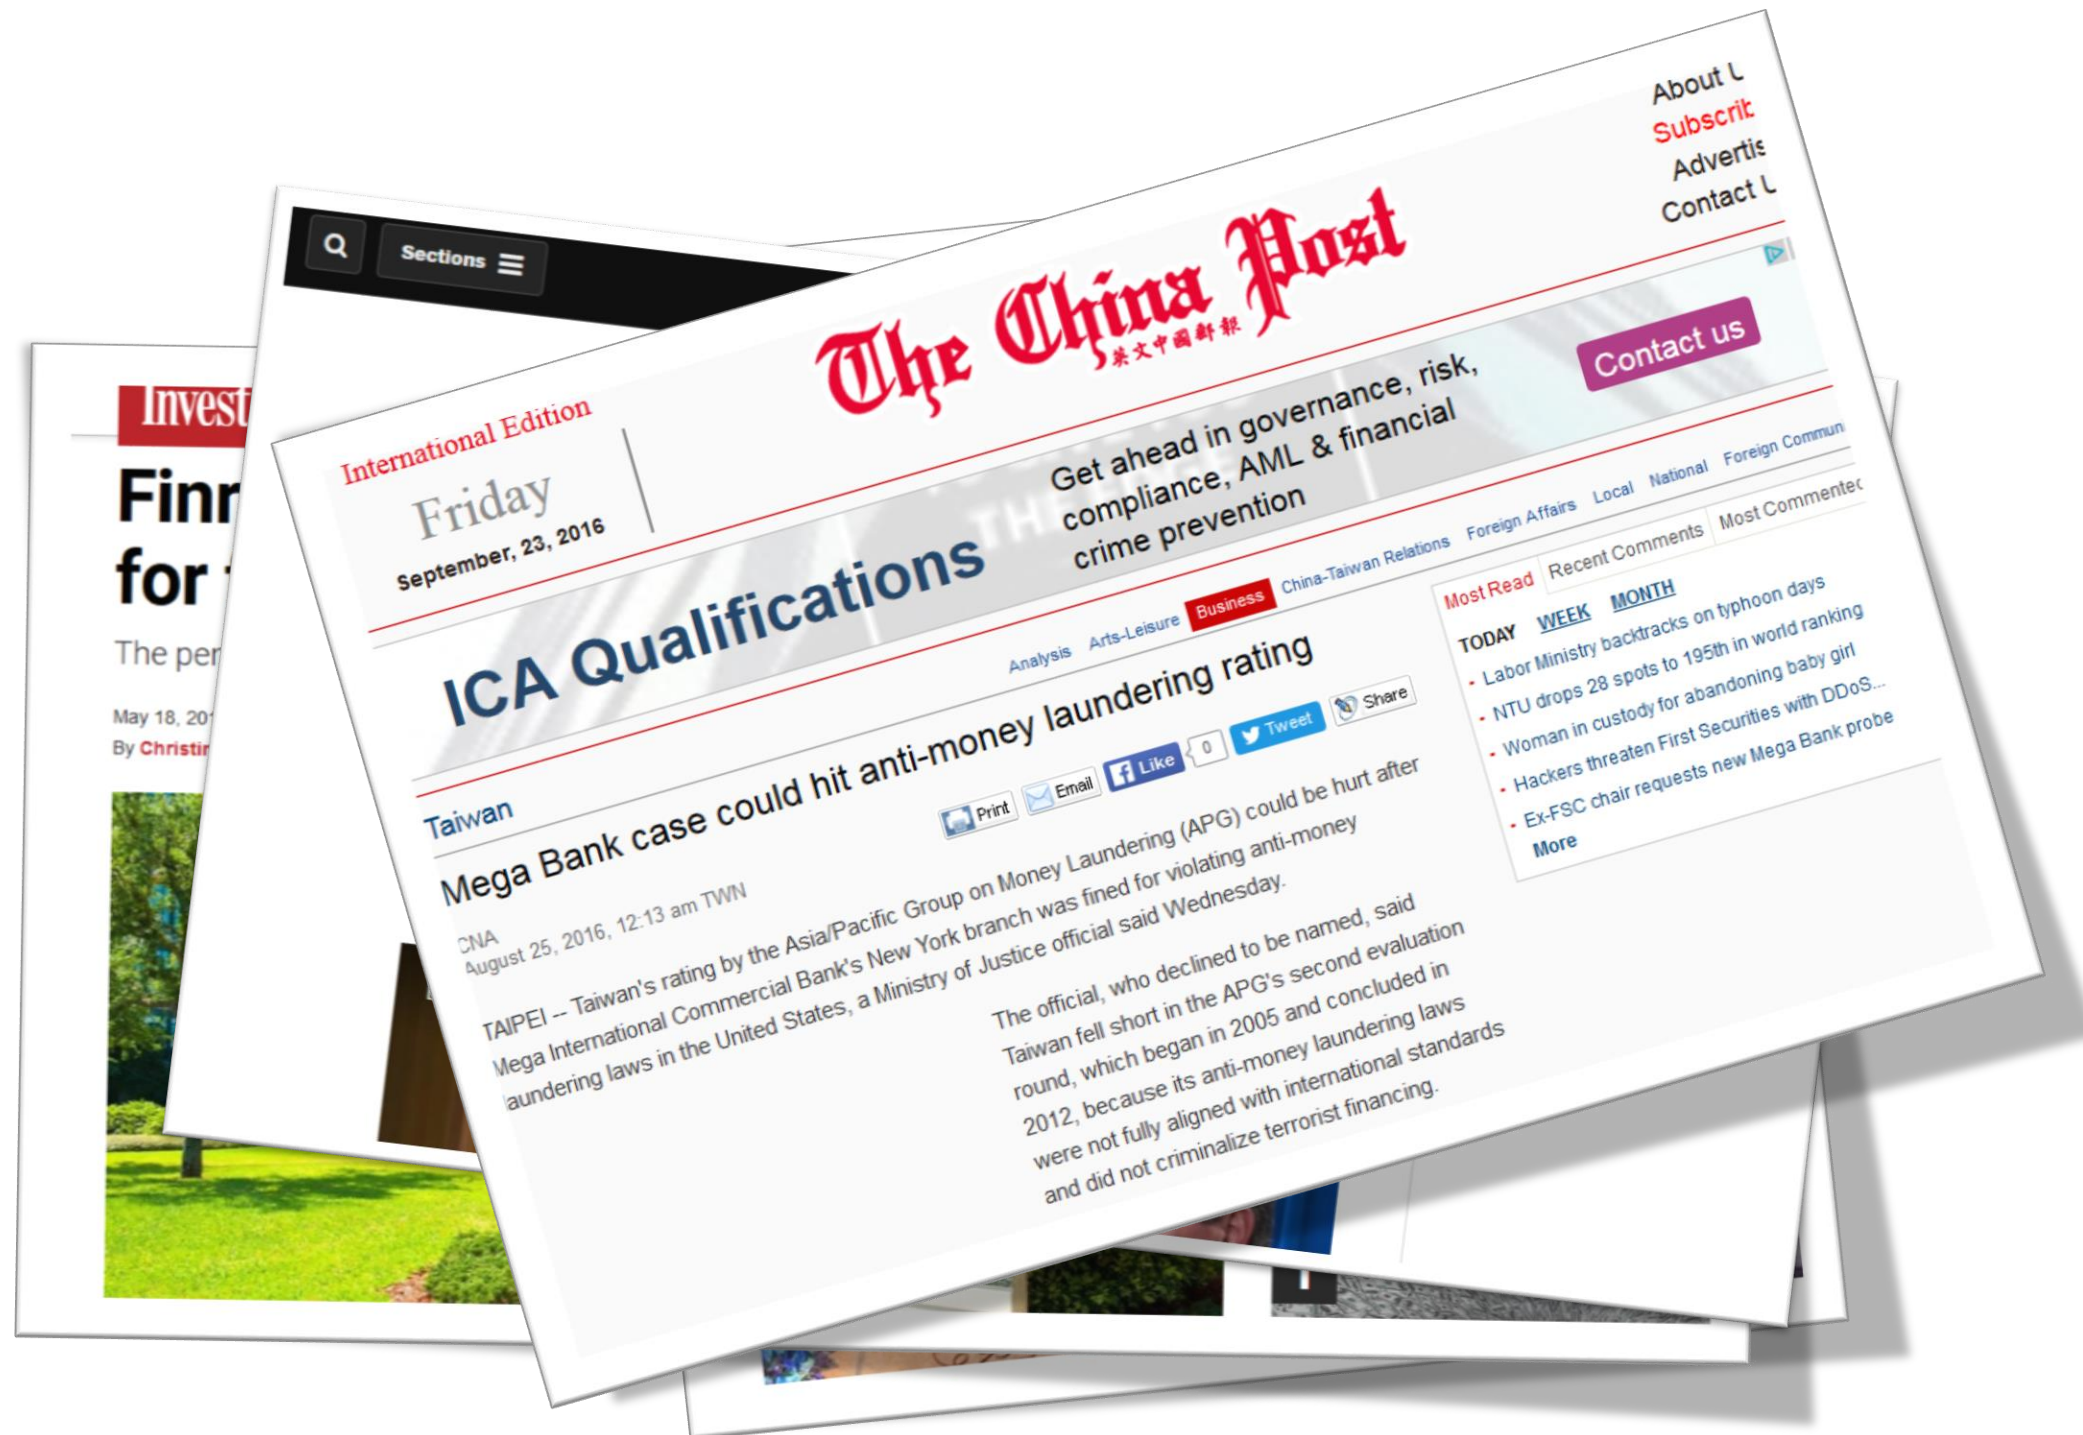 About U
Subscrib
Advertis
Contact U
The China Post
英文中國郵報
International Edition
Friday
September, 23, 2016
ICA Qualifications
Get ahead in governance, risk,
compliance, AML & financial
crime prevention
Contact us
Analysis Arts-Leisure Business China-Taiwan Relations Foreign Affairs Local National Foreign Commun
Taiwan
Mega Bank case could hit anti-money laundering rating
Print Email Like 0 Tweet Share
CNA
August 25, 2016, 12:13 am TWN
TAIPEI -- Taiwan's rating by the Asia/Pacific Group on Money Laundering (APG) could be hurt after
Mega International Commercial Bank's New York branch was fined for violating anti-money
laundering laws in the United States, a Ministry of Justice official said Wednesday.
The official, who declined to be named, said
Taiwan fell short in the APG's second evaluation
round, which began in 2005 and concluded in
2012, because its anti-money laundering laws
were not fully aligned with international standards
and did not criminalize terrorist financing.
Most Read Recent Comments Most Commented
TODAY WEEK MONTH
- Labor Ministry backtracks on typhoon days
- NTU drops 28 spots to 195th in world ranking
- Woman in custody for abandoning baby girl
- Hackers threaten First Securities with DDoS...
- Ex-FSC chair requests new Mega Bank probe
More
Sections
Invest
Finr
for
The per
May 18, 201
By Christin